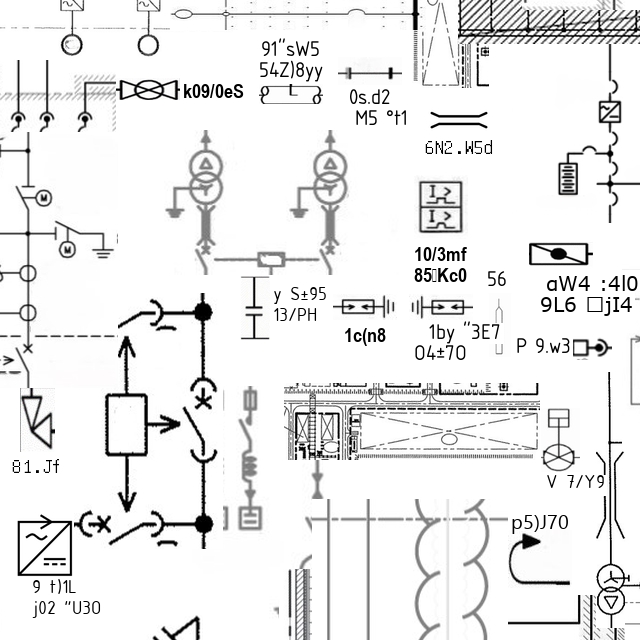 91"sW5
54Z)8yy
k09/0eS
0s.d2
M5 °t1
6N2.W5d
10/3mf
85▯Kc0
56
aW4 :4l0
9L6 □jI4
y S±95
13/PH
1c(n8
1by "3E7
04±70
P 9.w3
81.Jf
V 7/Y9
p5)J70
9 t)1L
j02 "U30